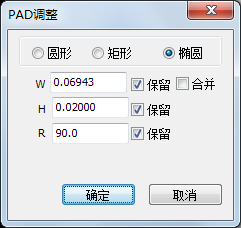 PAD调整
圆形 矩形 椭圆
W 0.06943 保留 合并
H 0.02000 保留
R 90.0 保留
确定 取消